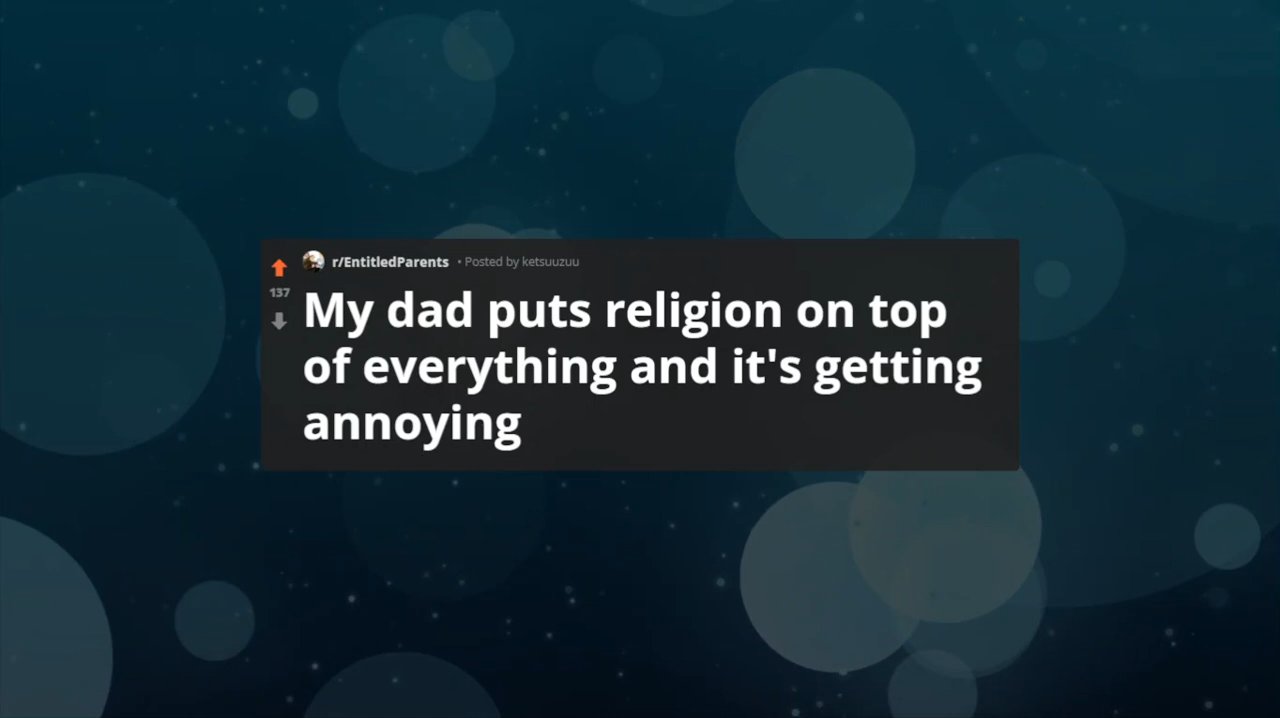 r/EntitledParents • Posted by ketsuuzuu
137
My dad puts religion on top
of everything and it's getting
annoying